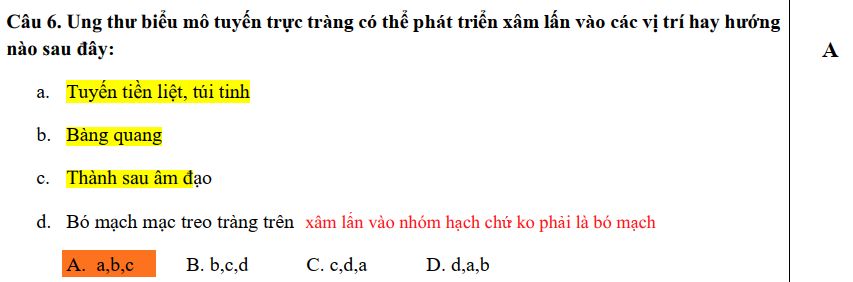 Câu 6. Ung thư biểu mô tuyến trực tràng có thể phát triển xâm lấn vào các vị trí hay hướng
nào sau đây:
A
a. Tuyến tiền liệt, túi tinh
b. Bàng quang
c. Thành sau âm đạo
d. Bó mạch mạc treo tràng trên xâm lấn vào nhóm hạch chứ ko phải là bó mạch
A. a,b,c B. b,c,d C. c,d,a D. d,a,b